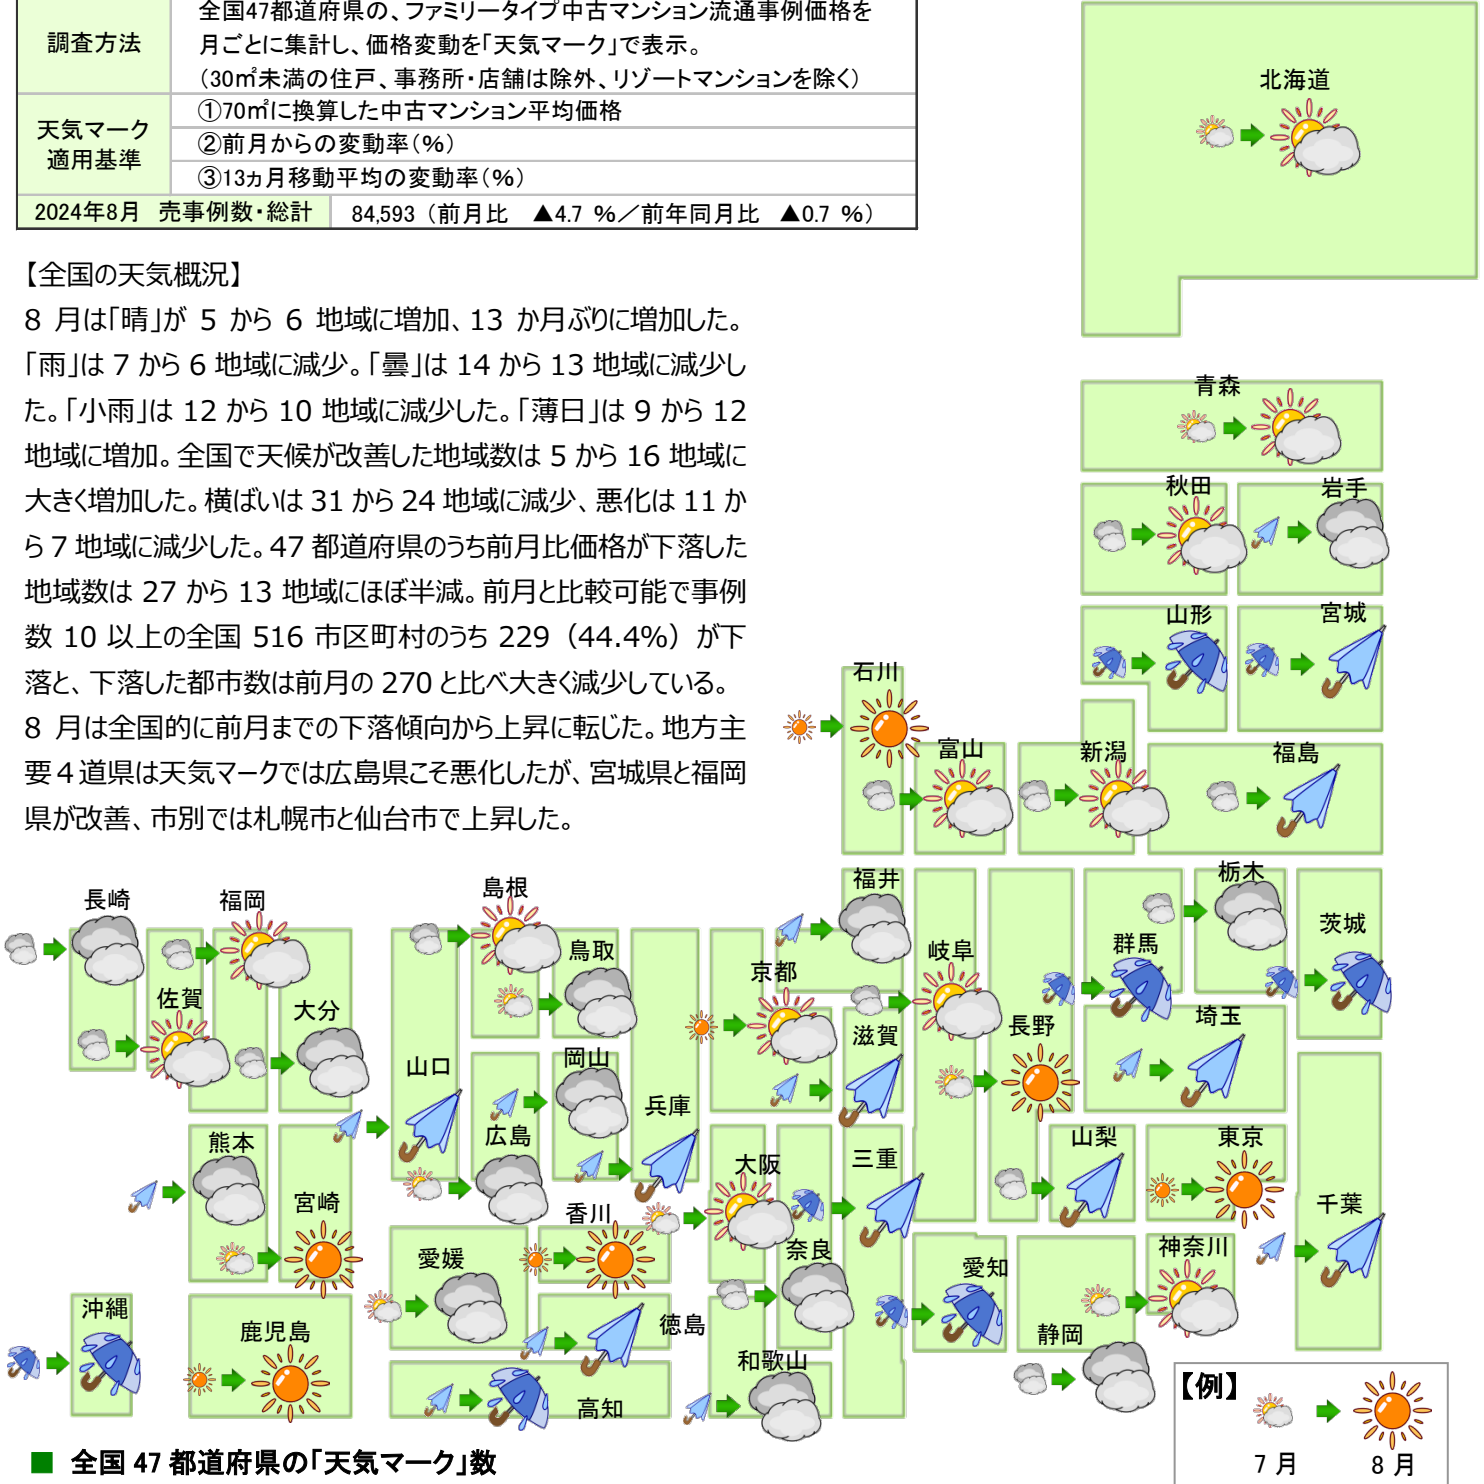 全国47都道府県の、ファミリータイプ中古マンション流通事例価格を
調査方法
月ごとに集計し、価格変動を「天気マーク」で表示。
（30㎡未満の住戸、事務所・店舗は除外、リゾートマンションを除く）
天気マーク
適用基準
①70㎡に換算した中古マンション平均価格
②前月からの変動率（%）
③13ヵ月移動平均の変動率（%）
2024年8月 売事例数・総計 84,593（前月比 ▲4.7 %／前年同月比 ▲0.7 %）
【全国の天気概況】
8 月は「晴」が 5 から 6 地域に増加、13 か月ぶりに増加した。
「雨」は 7 から 6 地域に減少。「曇」は 14 から 13 地域に減少し
た。「小雨」は 12 から 10 地域に減少した。「薄日」は 9 から 12
地域に増加。全国で天候が改善した地域数は 5 から 16 地域に
大きく増加した。横ばいは 31 から 24 地域に減少、悪化は 11 か
ら 7 地域に減少した。47 都道府県のうち前月比価格が下落した
地域数は 27 から 13 地域にほぼ半減。前月と比較可能で事例
数 10 以上の全国 516 市区町村のうち 229（44.4%）が下
落と、下落した都市数は前月の 270 と比べ大きく減少している。
8 月は全国的に前月までの下落傾向から上昇に転じた。地方主
要４道県は天気マークでは広島県こそ悪化したが、宮城県と福岡
県が改善、市別では札幌市と仙台市で上昇した。
北海道
青森
秋田
岩手
山形
宮城
石川
富山
新潟
福島
長崎
福岡
島根
福井
栃木
鳥取
京都
岐阜
群馬
茨城
佐賀
大分
滋賀
長野
埼玉
山口
岡山
兵庫
熊本
広島
大阪
三重
山梨
東京
宮崎
香川
千葉
愛媛
奈良
愛知
神奈川
沖縄
鹿児島
徳島
静岡
和歌山
高知
【例】
7 月
8 月
■ 全国 47 都道府県の「天気マーク」数